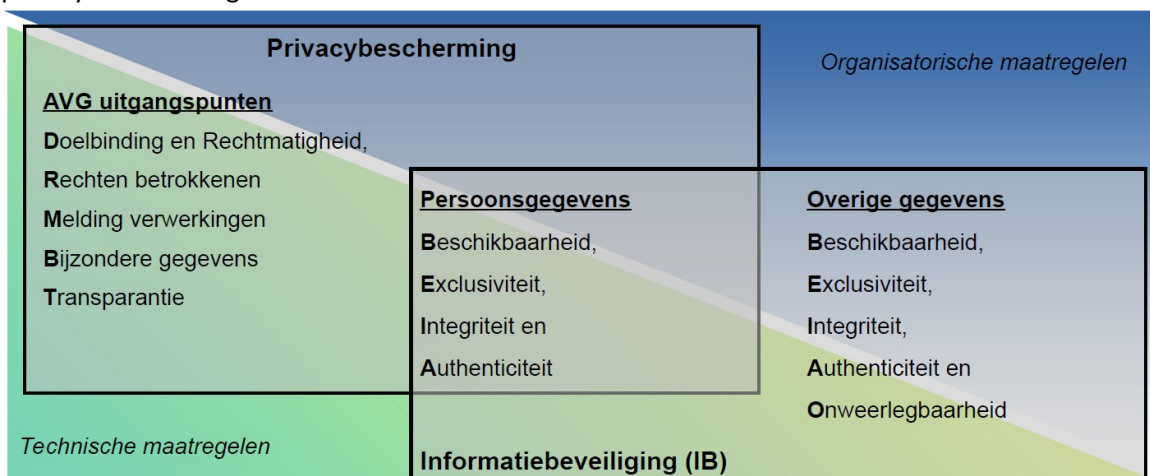 Privacybescherming
Organisatorische maatregelen
AVG uitgangspunten
Doelbinding en Rechtmatigheid,
Rechten betrokkenen
Melding verwerkingen
Bijzondere gegevens
Transparantie
Persoonsgegevens
Beschikbaarheid,
Exclusiviteit,
Integriteit en
Authenticiteit
Overige gegevens
Beschikbaarheid,
Exclusiviteit,
Integriteit,
Authenticiteit en
Onweerlegbaarheid
Technische maatregelen
Informatiebeveiliging (IB)